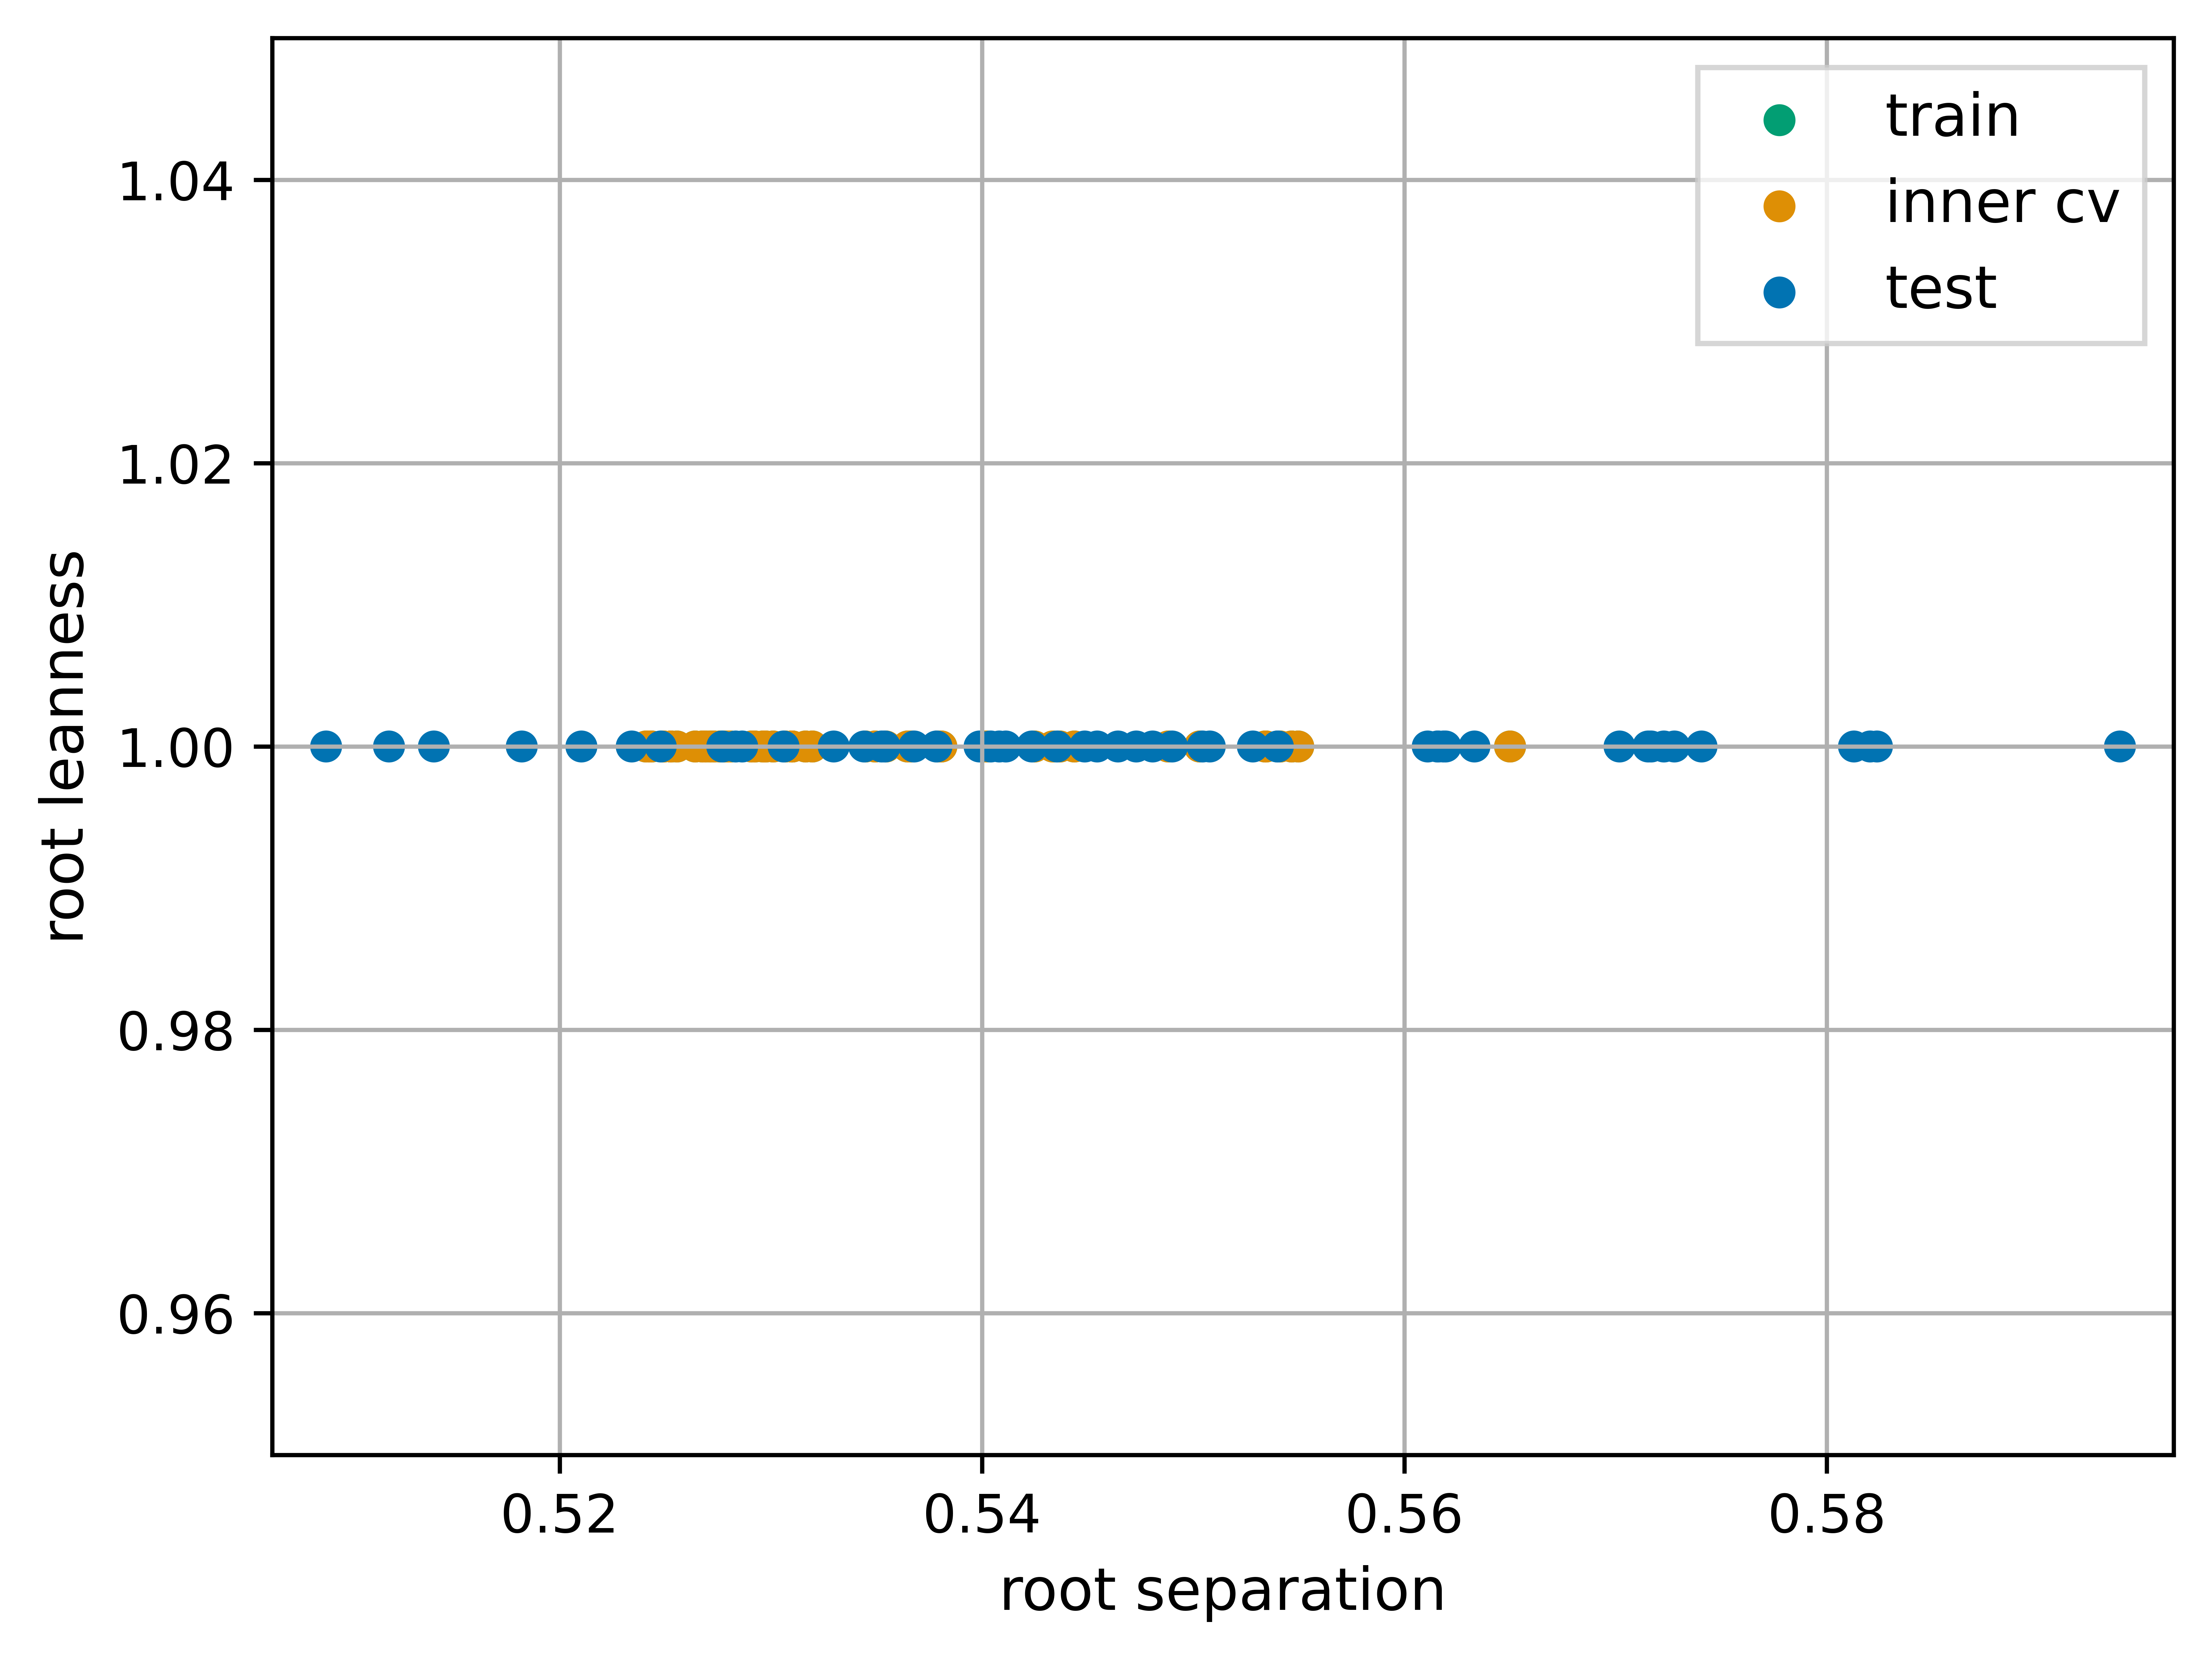 train
inner cv
test
1.04
1.02
1.00
0.98
0.96
root leanness
0.52 0.54 0.56 0.58
root separation